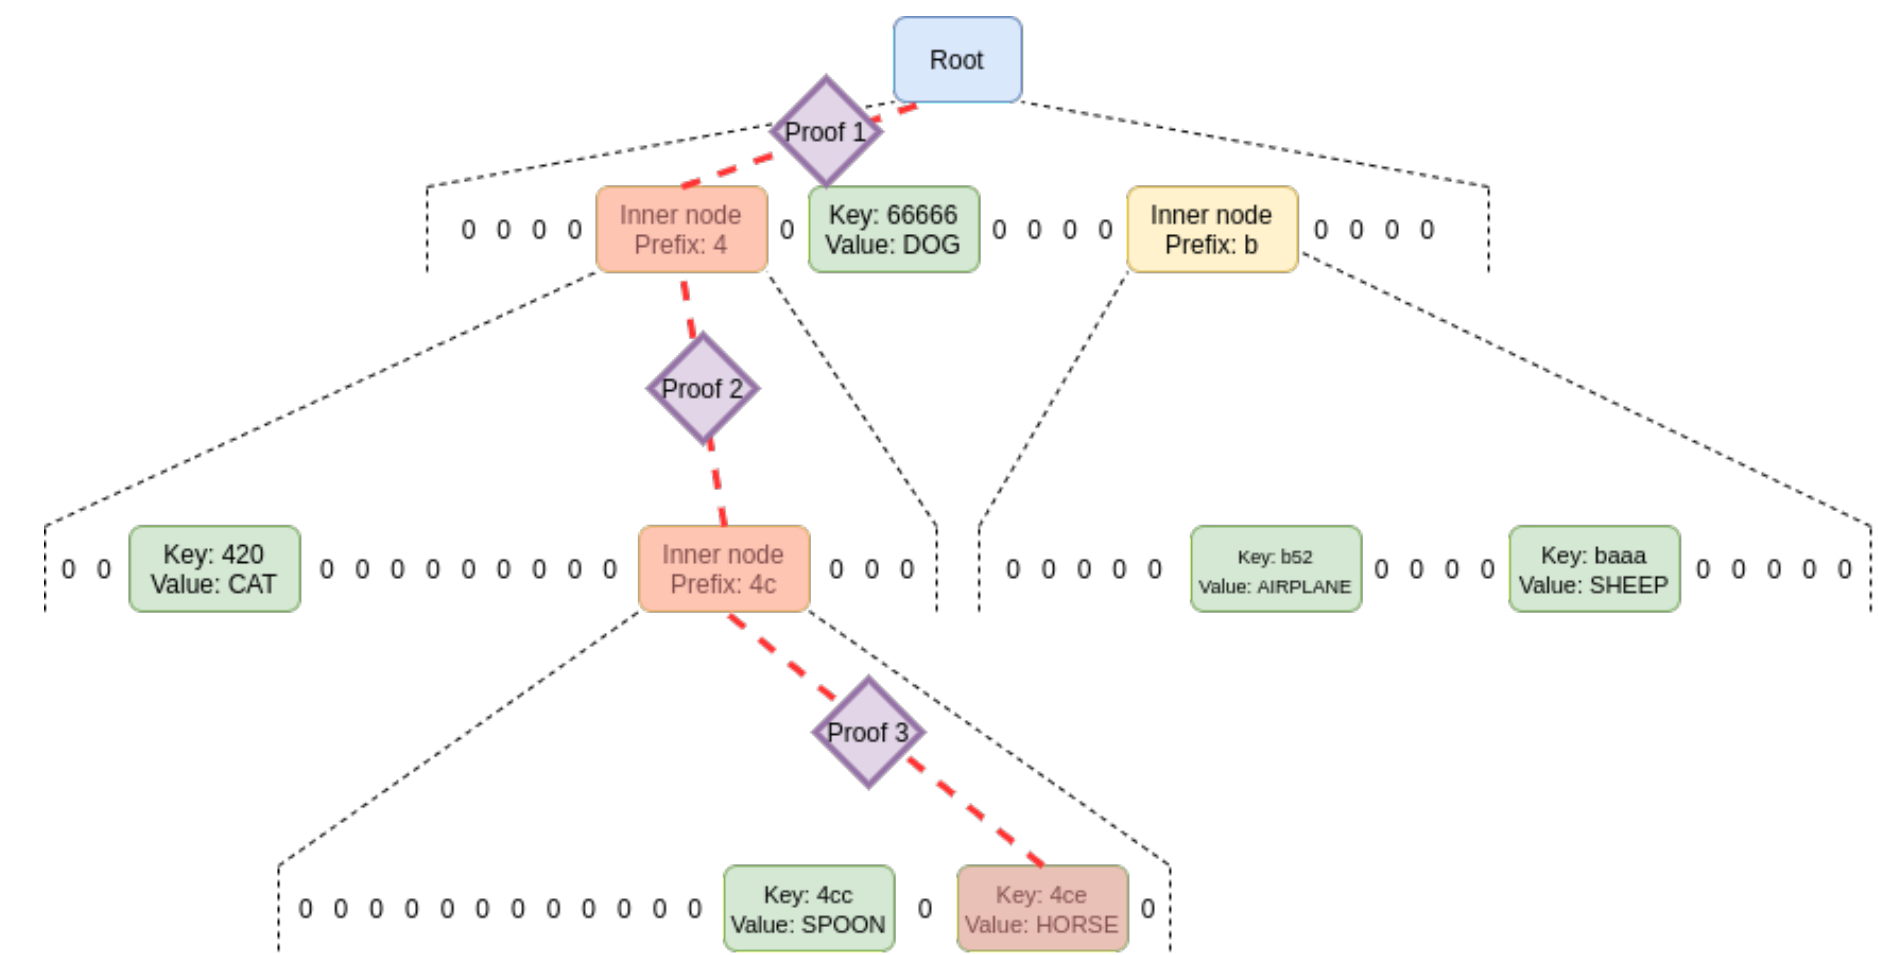 Root
Proof 1
0 0 0 0
Inner node
Prefix: 4
0
Key: 66666
Value: DOG
0 0 0 0
Inner node
Prefix: b
0 0 0 0
Proof 2
0 0
Key: 420
Value: CAT
0 0 0 0 0 0 0 0 0
Inner node
Prefix: 4c
0 0 0
0 0 0 0 0
Key: b52
Value: AIRPLANE
0 0 0 0
Key: baaa
Value: SHEEP
0 0 0 0 0
Proof 3
0 0 0 0 0 0 0 0 0 0 0 0
Key: 4cc
Value: SPOON
0
Key: 4ce
Value: HORSE
0